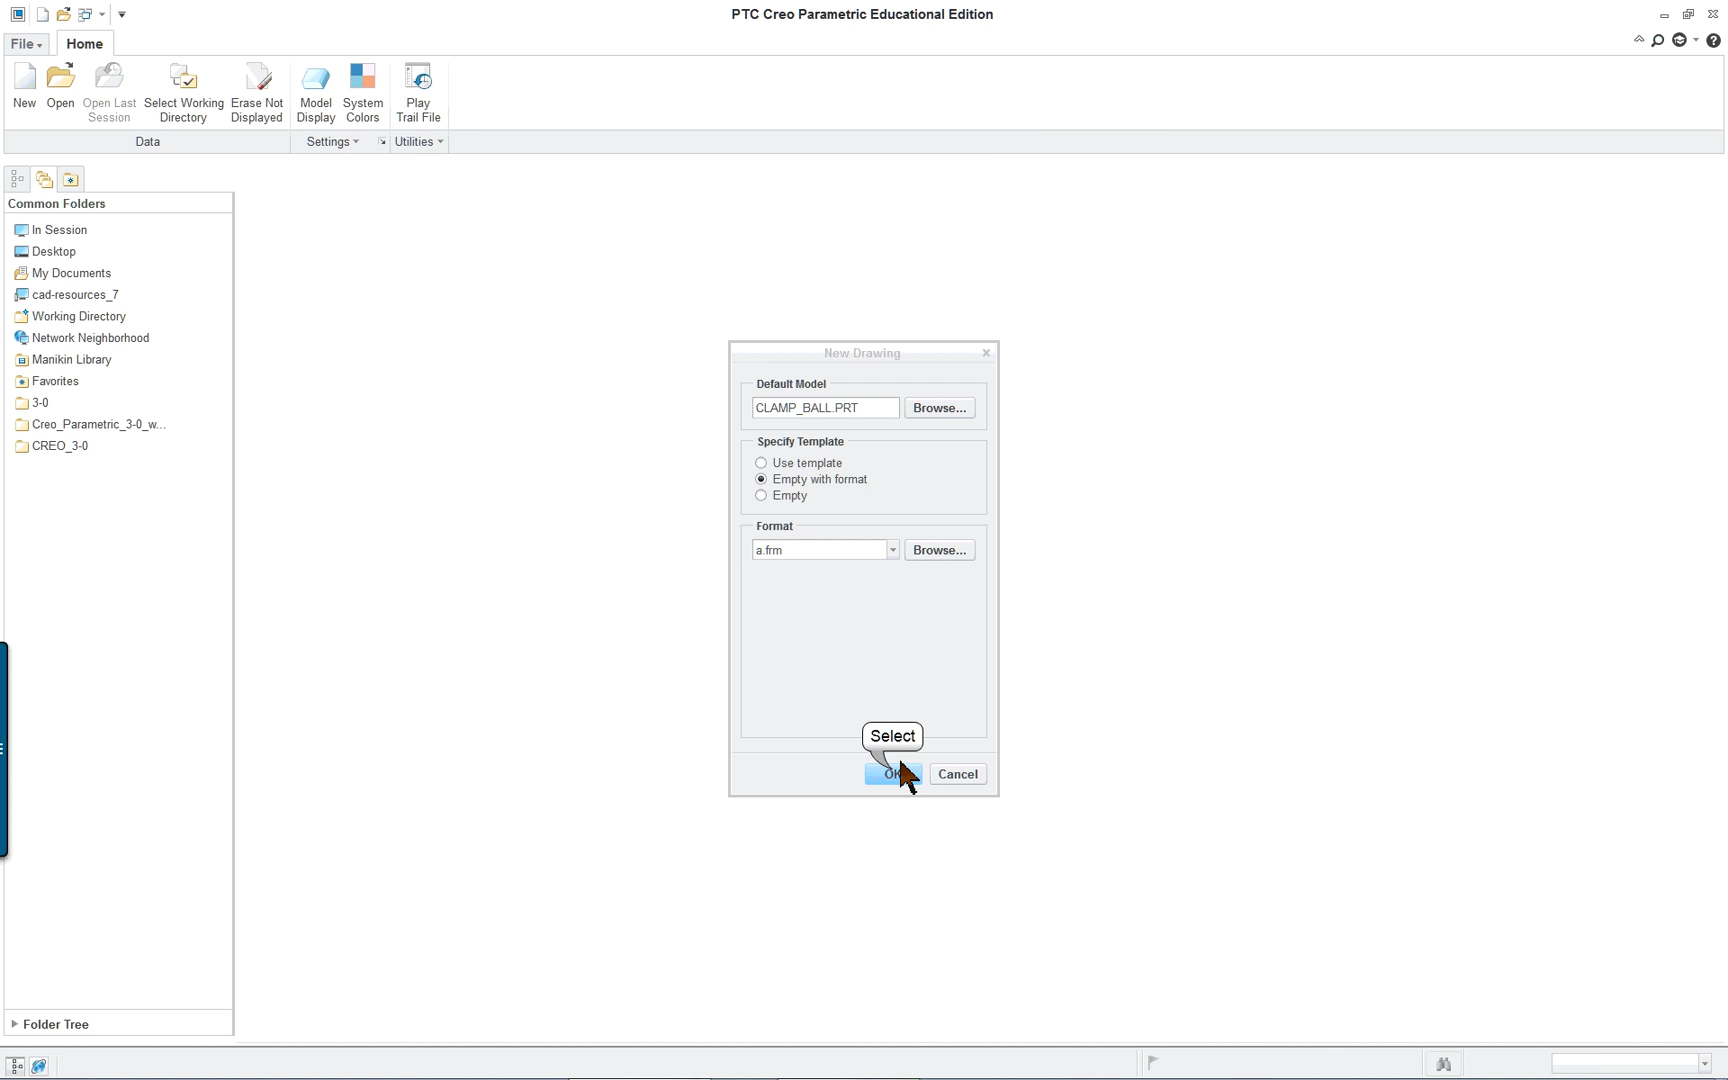 PTC Creo Parametric Educational Edition
File
Home
New
Open
Open Last
Session
Select Working
Directory
Erase Not
Displayed
Model
Display
System
Colors
Play
Trail File
Data
Settings
Utilities
Common Folders
In Session
Desktop
My Documents
cad-resources_7
Working Directory
Network Neighborhood
Manikin Library
Favorites
3-0
Creo_Parametric_3-0_w...
CREO_3-0
New Drawing
Default Model
CLAMP_BALL.PRT
Browse...
Specify Template
Use template
Empty with format
Empty
Format
a.frm
Browse...
Select
OK
Cancel
Folder Tree